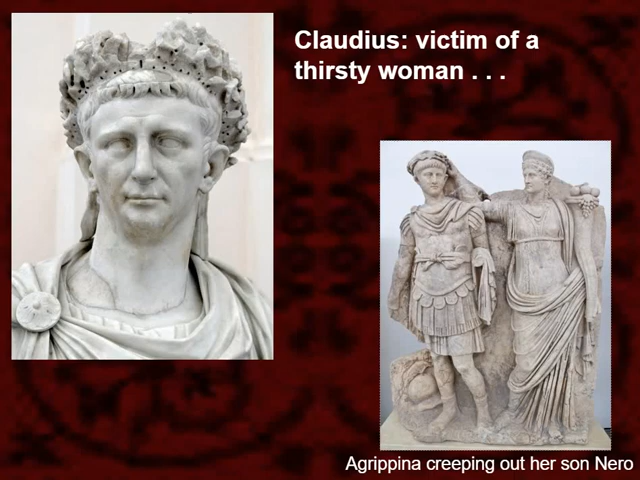 Claudius: victim of a
thirsty woman . . .
Agrippina creeping out her son Nero